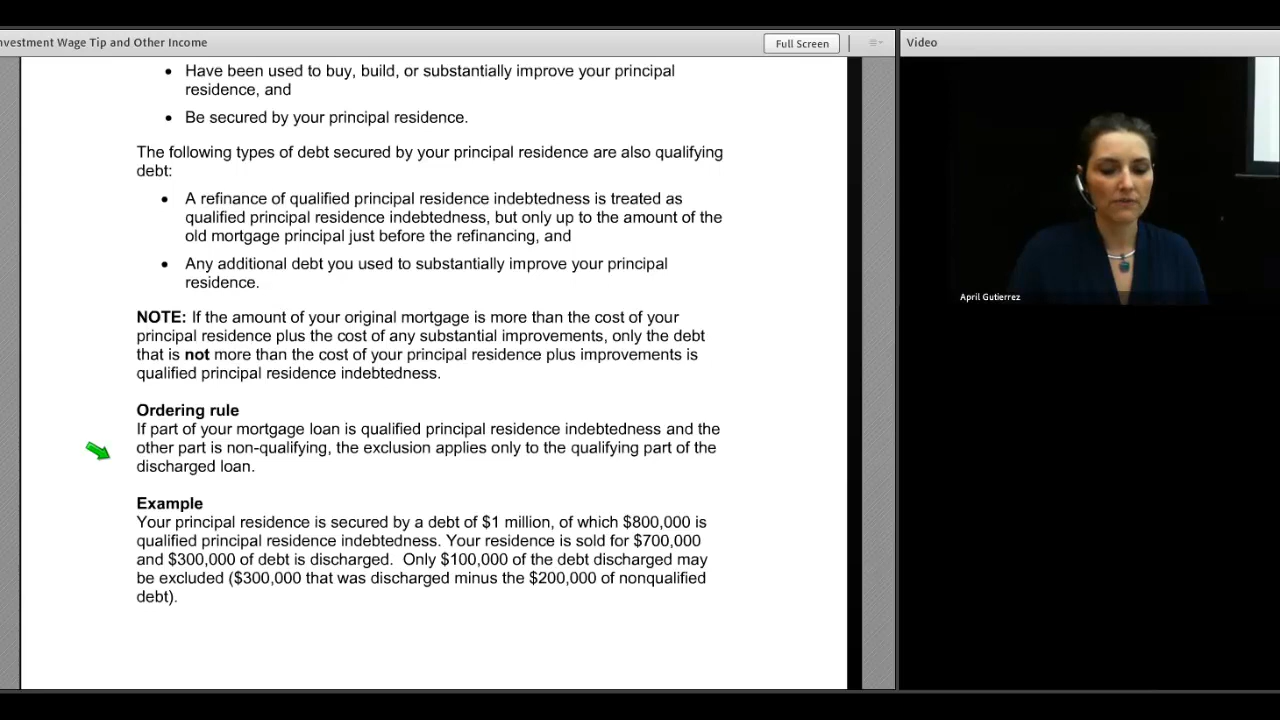 nvestment Wage Tip and Other Income
Full Screen
Video
• Have been used to buy, build, or substantially improve your principal
residence, and
• Be secured by your principal residence.
The following types of debt secured by your principal residence are also qualifying
debt:
• A refinance of qualified principal residence indebtedness is treated as
qualified principal residence indebtedness, but only up to the amount of the
old mortgage principal just before the refinancing, and
• Any additional debt you used to substantially improve your principal
residence.
NOTE: If the amount of your original mortgage is more than the cost of your
principal residence plus the cost of any substantial improvements, only the debt
that is not more than the cost of your principal residence plus improvements is
qualified principal residence indebtedness.
Ordering rule
If part of your mortgage loan is qualified principal residence indebtedness and the
other part is non-qualifying, the exclusion applies only to the qualifying part of the
discharged loan.
Example
Your principal residence is secured by a debt of $1 million, of which $800,000 is
qualified principal residence indebtedness. Your residence is sold for $700,000
and $300,000 of debt is discharged.  Only $100,000 of the debt discharged may
be excluded ($300,000 that was discharged minus the $200,000 of nonqualified
debt).
April Gutierrez